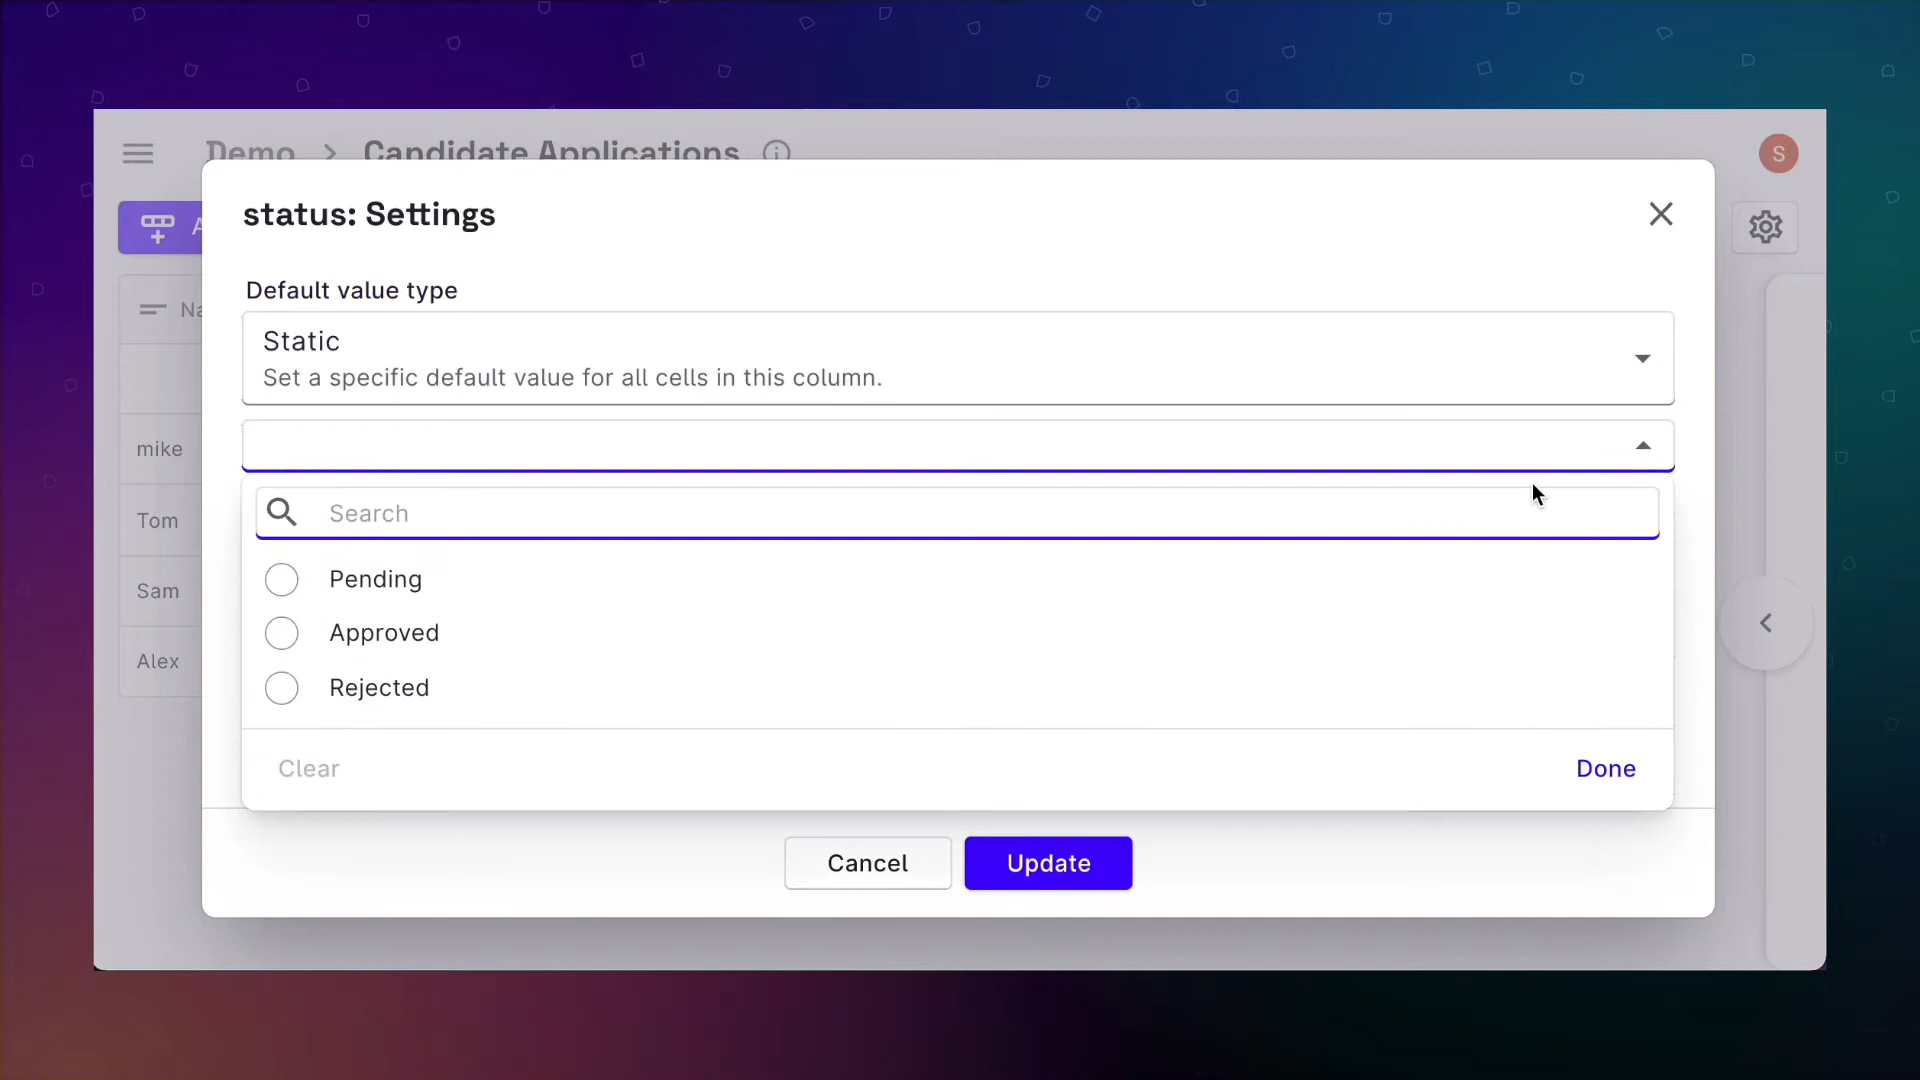 Demo > Candidate Applications
S
status: Settings
Default value type
Static
Set a specific default value for all cells in this column.
Search
Pending
Approved
Rejected
Clear
Done
Cancel
Update
A
Na
mike
Tom
Sam
Alex